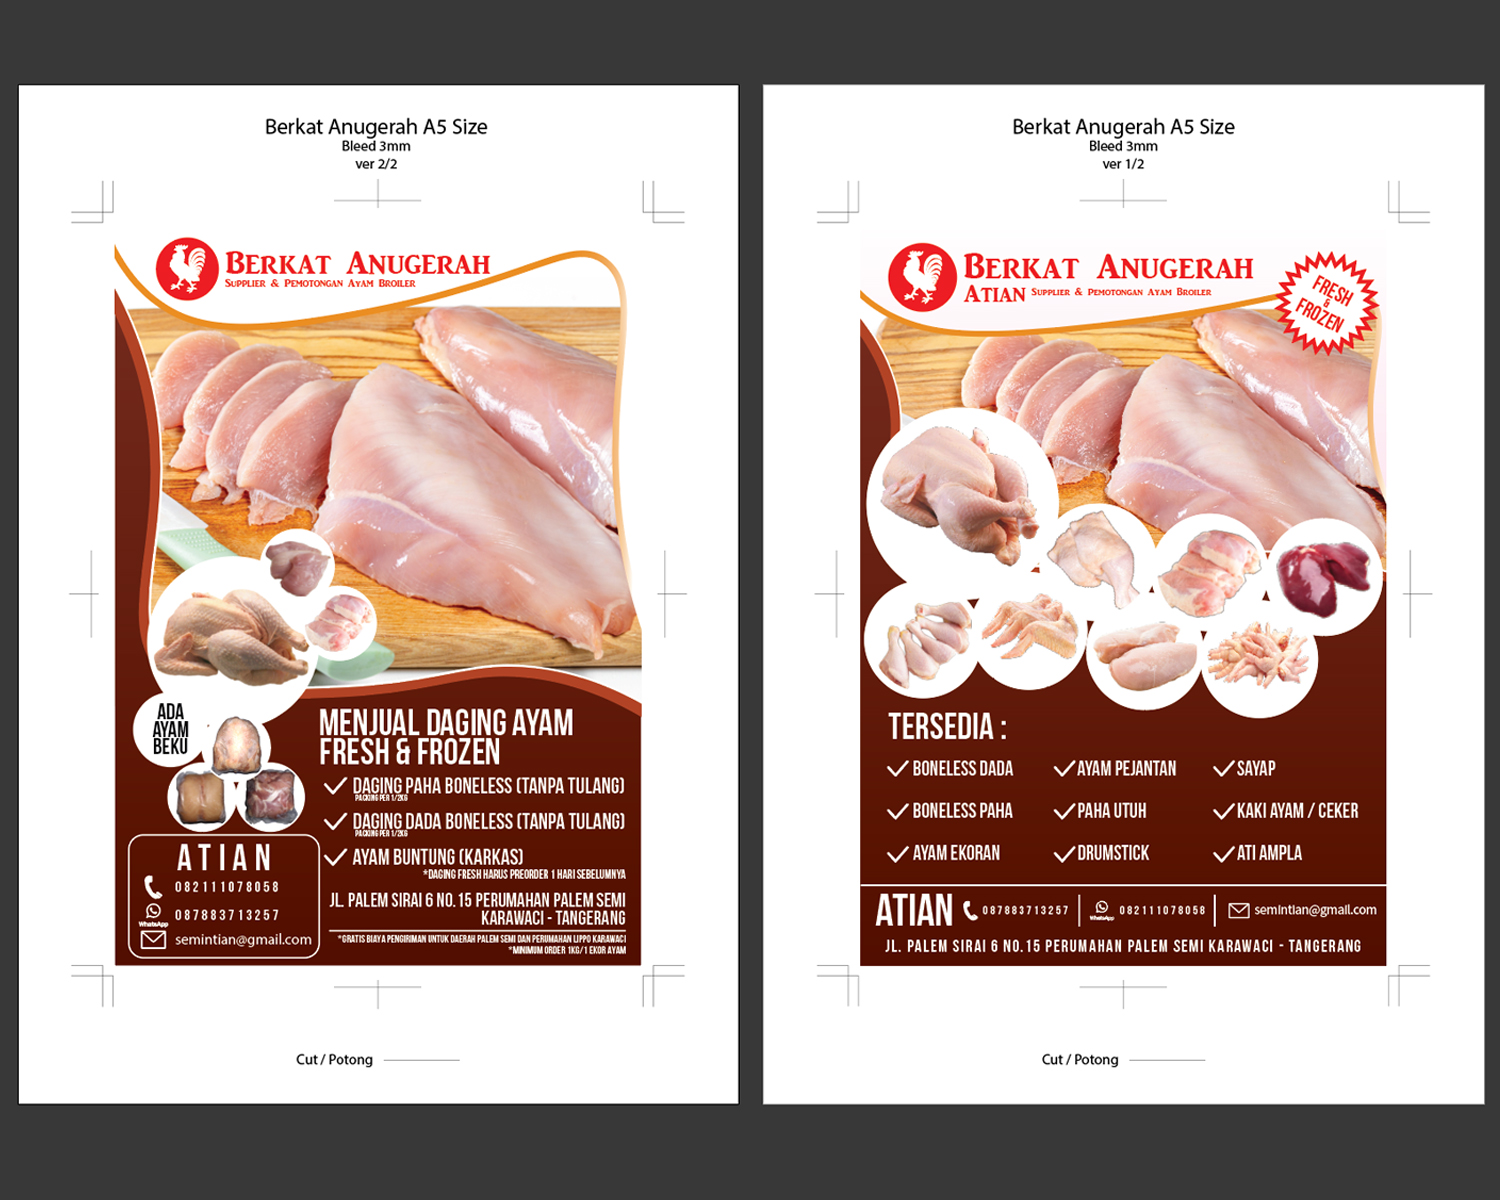 Berkat Anugerah A5 Size
Bleed 3mm
ver 2/2
BERKAT ANUGERAH
SUPPLIER & PEMOTONGAN AYAM BROILER
ADA
AYAM
BEKU
MENJUAL DAGING AYAM
FRESH & FROZEN
DAGING PAHA BONELESS (TANPA TULANG)
PACKING PER 1/2KG
DAGING DADA BONELESS (TANPA TULANG)
PACKING PER 1/2KG
AYAM BUNTUNG (KARKAS)
*DAGING FRESH HARUS PREORDER 1 HARI SEBELUMNYA
ATIAN
082111078058
WhatsApp
087883713257
semintian@gmail.com
JL. PALEM SIRAI 6 NO.15 PERUMAHAN PALEM SEMI
KARAWACI - TANGERANG
*GRATIS BIAYA PENGIRIMAN UNTUK DAERAH PALEM SEMI DAN PERUMAHAN LIPPO KARAWACI
*MINIMUM ORDER 1KG/1 EKOR AYAM
Cut / Potong
Berkat Anugerah A5 Size
Bleed 3mm
ver 1/2
BERKAT ANUGERAH
ATIAN SUPPLIER & PEMOTONGAN AYAM BROILER
FRESH
&
FROZEN
TERSEDIA :
BONELESS DADA
AYAM PEJANTAN
SAYAP
BONELESS PAHA
PAHA UTUH
KAKI AYAM / CEKER
AYAM EKORAN
DRUMSTICK
ATI AMPLA
ATIAN 087883713257 WhatsApp 082111078058 semintian@gmail.com
JL. PALEM SIRAI 6 NO.15 PERUMAHAN PALEM SEMI KARAWACI - TANGERANG
Cut / Potong